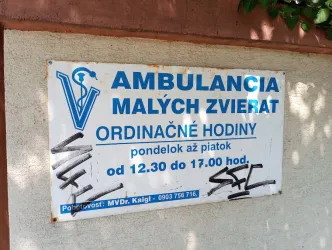 AMBULANCIA
MALÝCH ZVIERAT
ORDINAČNÉ HODINY
pondelok až piatok
od 12.30 do 17.00 hod.
Pohotovosť: MVDr. Kaigl - 0903 756 716,